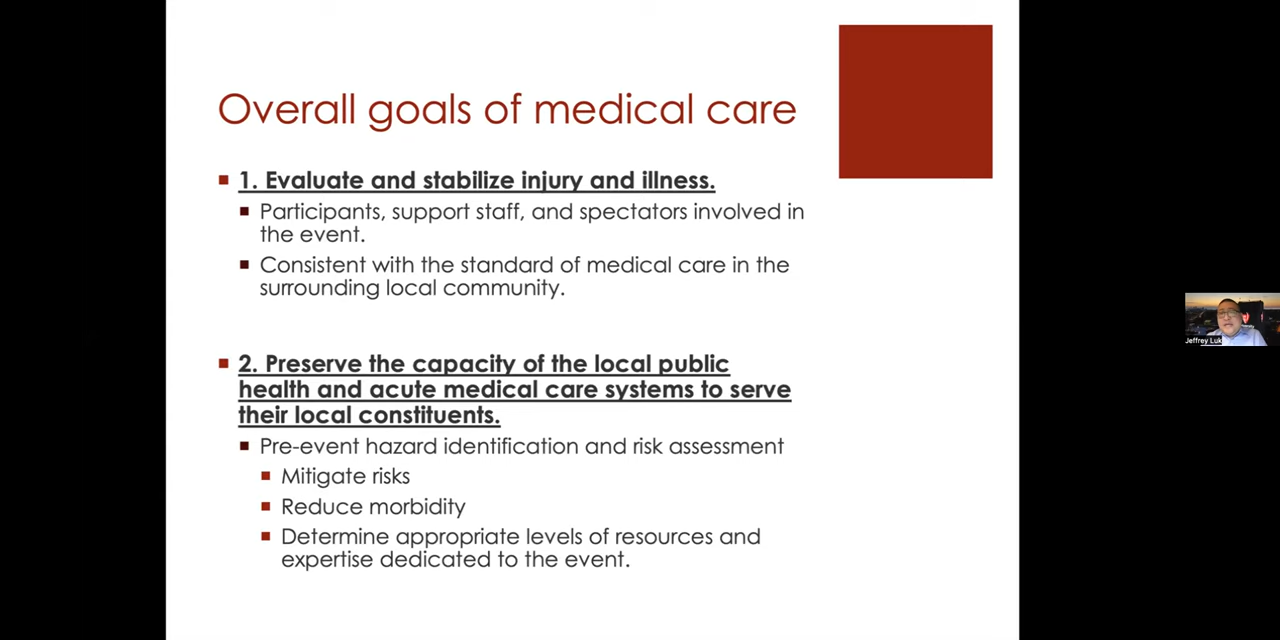 Overall goals of medical care
1. Evaluate and stabilize injury and illness.
Participants, support staff, and spectators involved in
the event.
Consistent with the standard of medical care in the
surrounding local community.
2. Preserve the capacity of the local public
health and acute medical care systems to serve
their local constituents.
Pre-event hazard identification and risk assessment
Mitigate risks
Reduce morbidity
Determine appropriate levels of resources and
expertise dedicated to the event.
Jeffrey Luk